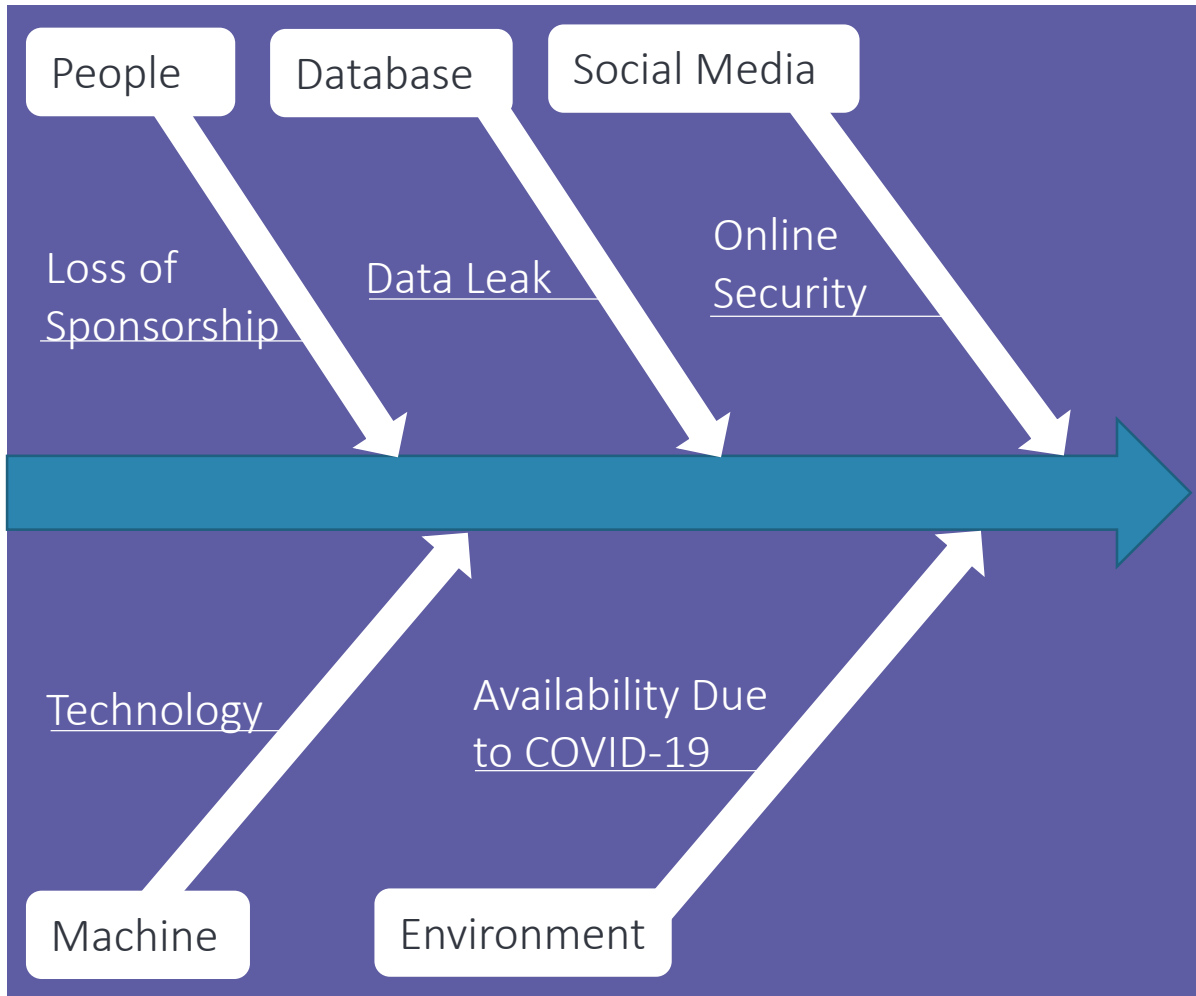 People
Database
Social Media
Loss of
Sponsorship
Data Leak
Online
Security
Technology
Availability Due
to COVID-19
Machine
Environment